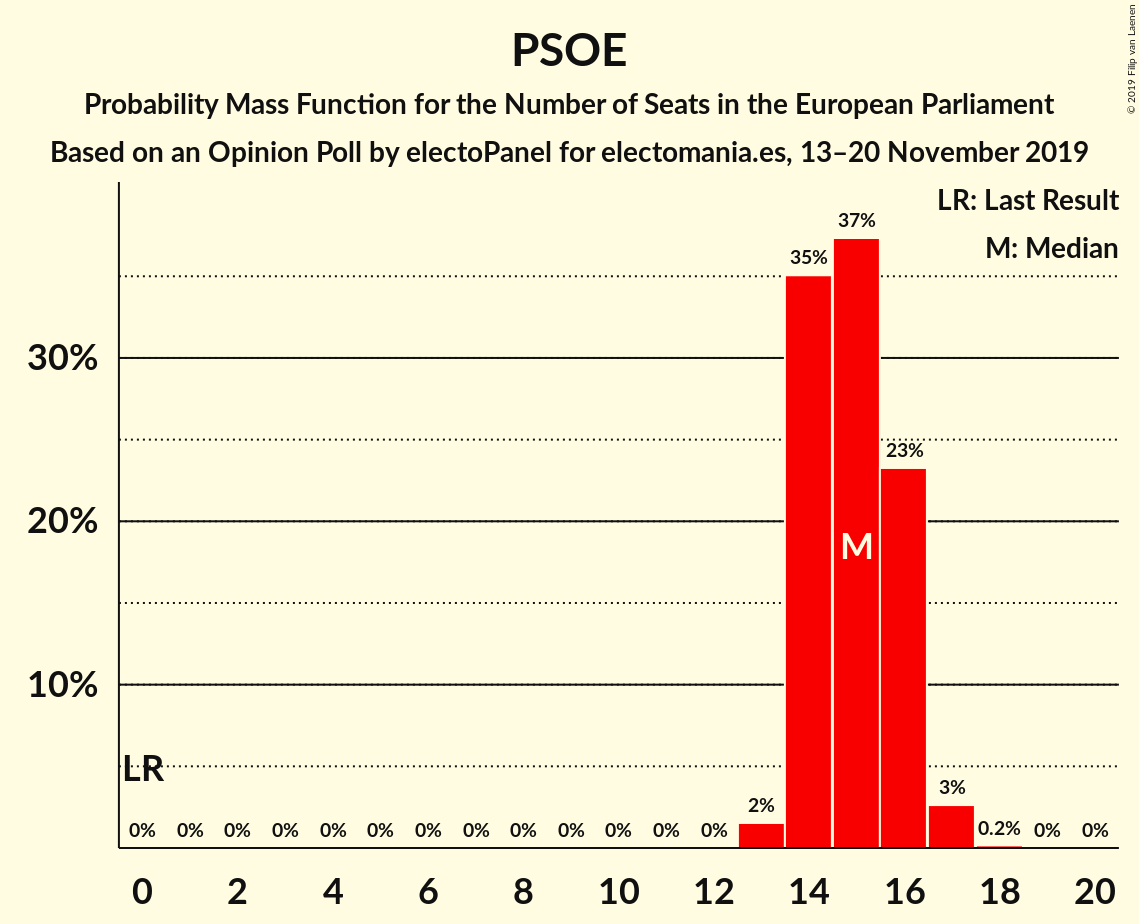 PSOE
Probability Mass Function for the Number of Seats in the European Parliament
Based on an Opinion Poll by electoPanel for electomania.es, 13–20 November 2019
© 2019 Filip van Laenen
LR: Last Result
M: Median
30%
20%
10%
LR
M
0% 0% 0% 0% 0% 0% 0% 0% 0% 0% 0% 0% 0% 2% 35% 37% 23% 3% 0.2% 0% 0%
0 2 4 6 8 10 12 14 16 18 20